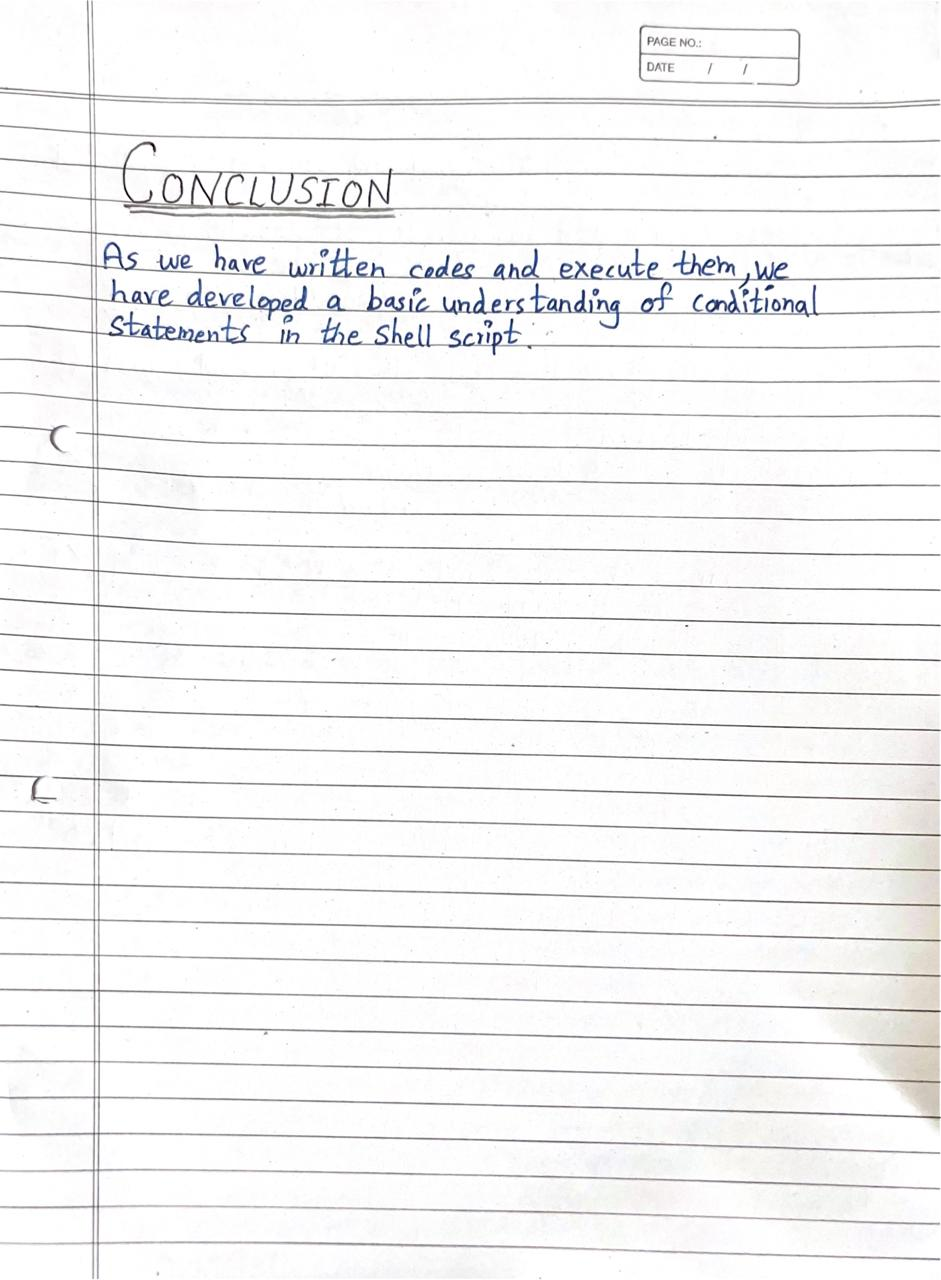 PAGE NO.:
DATE / /
CONCLUSION
As we have written codes and execute them, we
have developed a basic understanding of conditional
statements in the shell script.